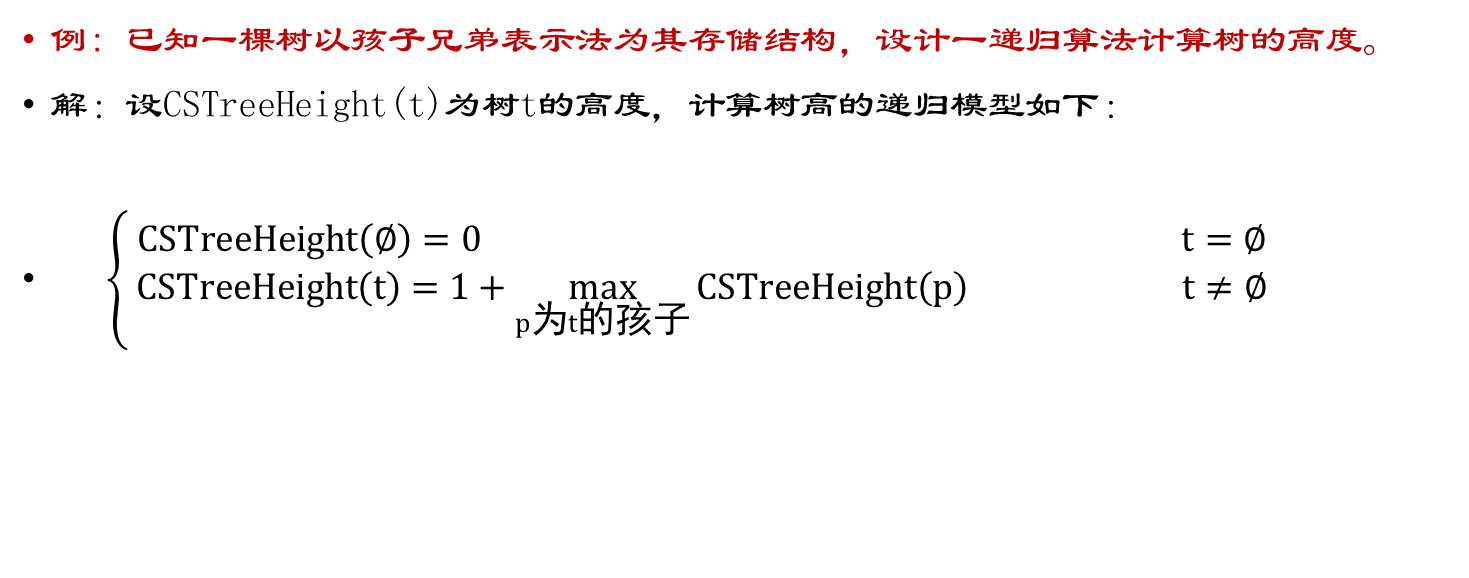 • 例：已知一棵树以孩子兄弟表示法为其存储结构，设计一递归算法计算树的高度。
• 解：设CSTreeHeight(t)为树t的高度，计算树高的递归模型如下：
CSTreeHeight(∅) = 0 t = ∅
• { CSTreeHeight(t) = 1 + max CSTreeHeight(p) t ≠ ∅
p为t的孩子